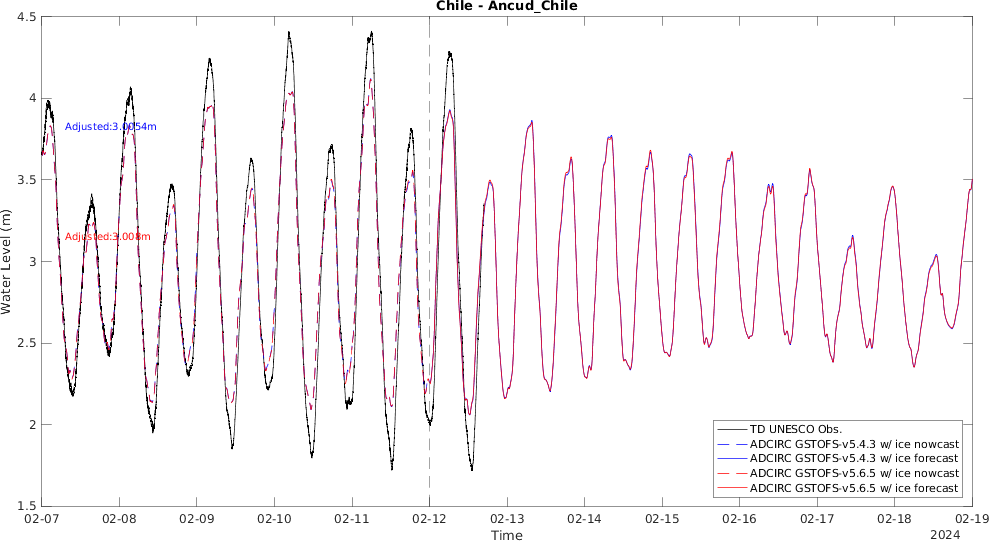 Chile - Ancud_Chile
4.5
4
3.5
3
2.5
2
1.5
Water Level (m)
Adjusted:3.0054m
Adjusted:3.008m
TD UNESCO Obs.
ADCIRC GSTOFS-v5.4.3 w/ ice nowcast
ADCIRC GSTOFS-v5.4.3 w/ ice forecast
ADCIRC GSTOFS-v5.6.5 w/ ice nowcast
ADCIRC GSTOFS-v5.6.5 w/ ice forecast
02-07 02-08 02-09 02-10 02-11 02-12 02-13 02-14 02-15 02-16 02-17 02-18 02-19
Time
2024